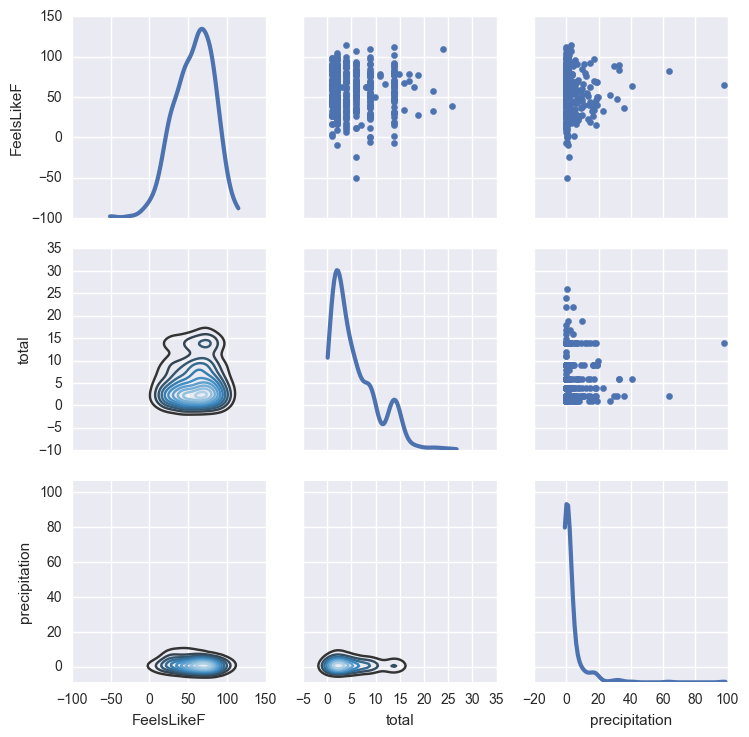 150
100
50
0
−50
−100
FeelsLikeF
35
30
25
20
15
10
5
0
−5
−10
total
100
80
60
40
20
0
precipitation
−100 −50 0 50 100 150
FeelsLikeF
−5 0 5 10 15 20 25 30 35
total
−20 0 20 40 60 80 100
precipitation